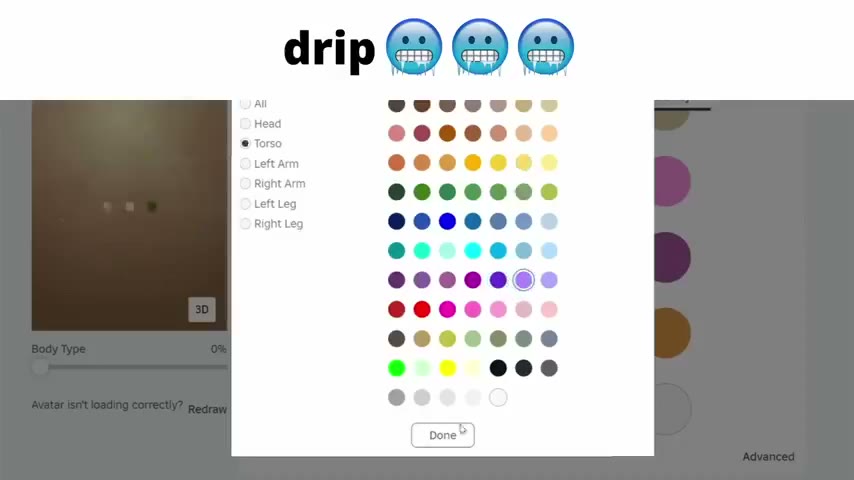 drip🥶🥶🥶
All
Head
Torso
Left Arm
Right Arm
Left Leg
Right Leg
3D
Body Type 0%
Avatar isn't loading correctly? Redraw
Done
Advanced